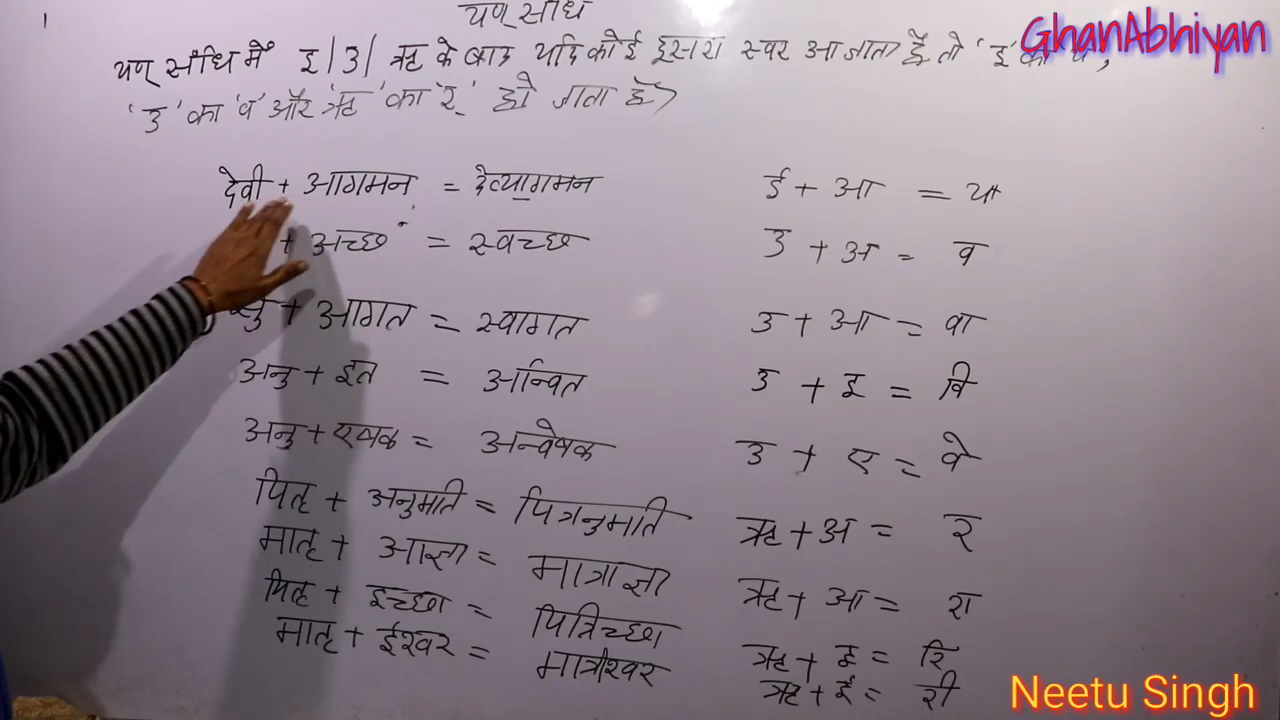 1
यण् संधि
GhanAbhiyan
यण् संधि में इ/उ/ ऋ के बाद यदि कोई दूसरा स्वर आ जाता है, तो 'इ' का य,
'उ' का 'व' और 'ऋ' का 'र्' हो जाता है
देवी + आगमन = देव्यागमन ई + आ = या
+ अच्छ = स्वच्छ उ + अ = व
सु + आगत = स्वागत उ + आ = वा
अनु + इत = अन्वित उ + इ = वि
अनु + एषक = अन्वेषक उ + ए = वे
पितृ + अनुमति = पित्रनुमति ऋ + अ = र
मातृ + आज्ञा = मात्राज्ञा ऋ + आ = रा
पितृ + इच्छा = पित्रिच्छा ऋ + इ = रि
मातृ + ईश्वर = मात्रीश्वर ऋ + ई = री
Neetu Singh